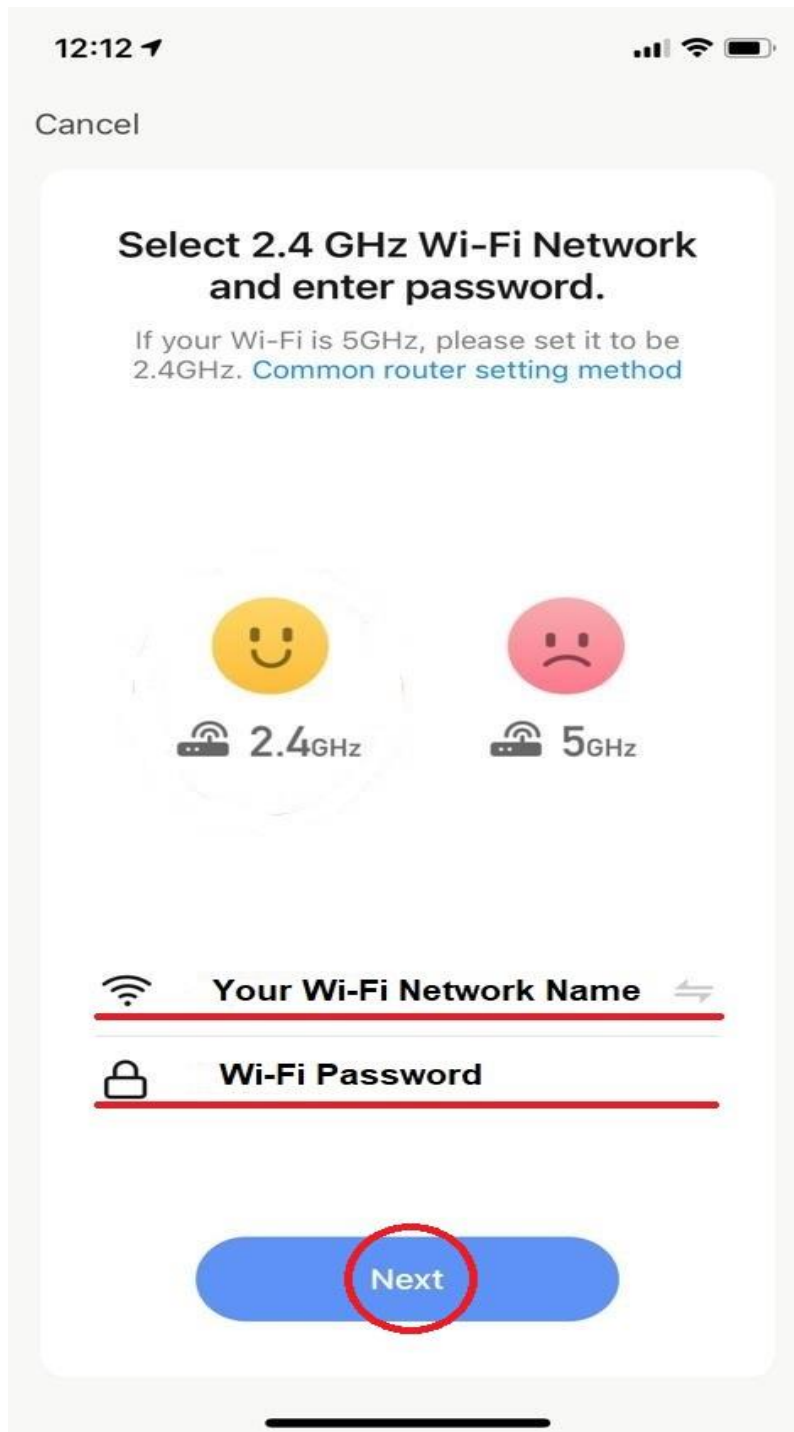 12:12
Cancel
Select 2.4 GHz Wi-Fi Network
and enter password.
If your Wi-Fi is 5GHz, please set it to be
2.4GHz. Common router setting method
2.4GHz
5GHz
Your Wi-Fi Network Name
Wi-Fi Password
Next